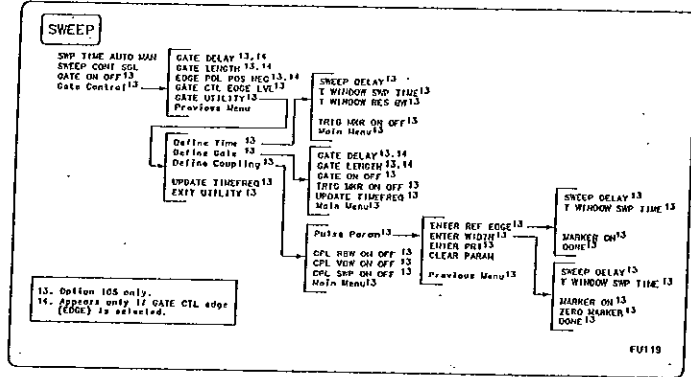 SWEEP
SWP TIME AUTO MAN
SWEEP CONT SGL
GATE ON OFF 13
Gate Control 13
GATE DELAY 13,14
GATE LENGTH 13,14
EDGE POL POS NEG 13,14
GATE CTL EDGE LVL 13
GATE UTILITY 13
Previous Menu
Define Time 13
Define Gate 13
Define Coupling 13
UPDATE TIMEFREQ 13
EXIT UTILITY 13
SWEEP DELAY 13
T WINDOW SWP TIME 13
T WINDOW RES BW 13
TRIG MKR ON OFF 13
Main Menu 13
GATE DELAY 13,14
GATE LENGTH 13,14
GATE ON OFF 13
TRIG MKR ON OFF 13
UPDATE TIMEFREQ 13
Main Menu 13
Pulse Param 13
CPL RBW ON OFF 13
CPL VBW ON OFF 13
CPL SWP ON OFF 13
Main Menu 13
ENTER REF EDGE 13
ENTER WIDTH 13
ENTER PRI 13
CLEAR PARAM
Previous Menu 13
SWEEP DELAY 13
T WINDOW SWP TIME 13
MARKER ON 13
DONE 13
SWEEP DELAY 13
T WINDOW SWP TIME 13
MARKER ON 13
ZERO MARKER 13
DONE 13
13. Option 105 only.
14. Appears only if GATE CTL edge
(EDGE) is selected.
FU119